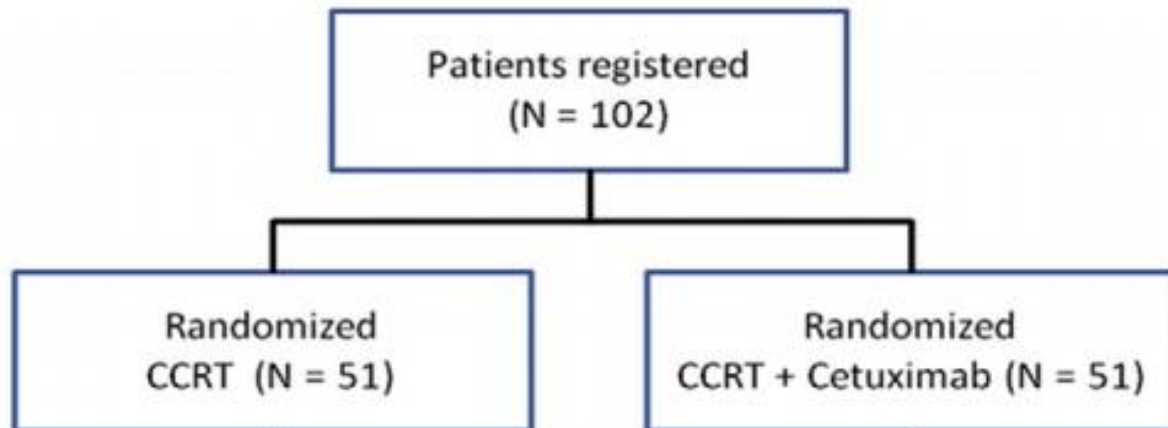 Patients registered
(N = 102)
Randomized
CCRT (N = 51)
Randomized
CCRT + Cetuximab (N = 51)